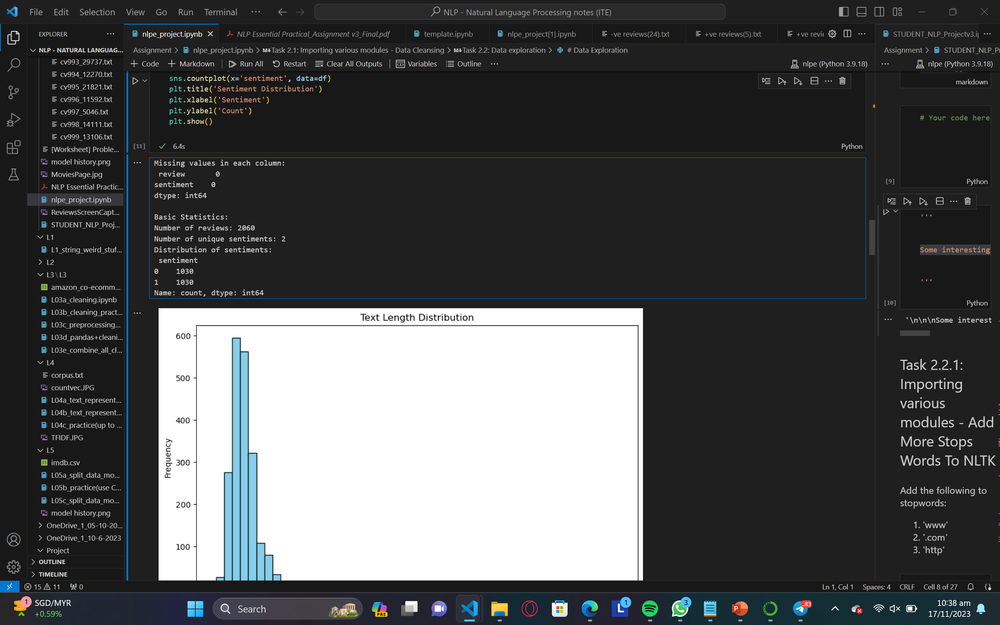 File Edit Selection View Go Run Terminal ···
NLP - Natural Language Processing notes (ITE)
EXPLORER
NLP - NATURAL LANGUAG...
cv993_29737.txt
cv994_12270.txt
cv995_21821.txt
cv996_11592.txt
cv997_5046.txt
cv998_14111.txt
cv999_13106.txt
[Worksheet] Proble...
model history.png
MoviesPage.jpg
NLP Essential Practic...
nlpe_project.ipynb
ReviewsScreenCapt...
STUDENT_NLP_Proj...
L1
L1_string_weird_stuf...
L2
L3\L3
amazon_co-ecomm...
L03a_cleaning.ipynb
L03b_cleaning_pract...
L03c_preprocessing...
L03d_pandas+cleani...
L03e_combine_all_cl...
L4
corpus.txt
countvec.JPG
L04a_text_represent...
L04b_text_represent...
L04c_practice(up to ...
TFIDF.JPG
L5
imdb.csv
L05a_split_data_mo...
L05b_practice(use C...
L05c_split_data_mo...
model history.png
OneDrive_1_05-10-20...
OneDrive_1_10-6-2023
Project
OUTLINE
TIMELINE
nlpe_project.ipynb NLP Essential Practical_Assignment v3_Final.pdf template.ipynb nlpe_project[1].ipynb -ve reviews(24).txt +ve reviews(5).txt +ve revie
Assignment > nlpe_project.ipynb > M↓Task 2.1: Importing various modules - Data Cleansing > M↓Task 2.2: Data exploration > # Data Exploration
+ Code + Markdown Run All Restart Clear All Outputs Variables Outline ··· nlpe (Python 3.9.18)
sns.countplot(x='sentiment', data=df)
plt.title('Sentiment Distribution')
plt.xlabel('Sentiment')
plt.ylabel('Count')
plt.show()
[11] 6.4s Python
Missing values in each column:
review 0
sentiment 0
dtype: int64
Basic Statistics:
Number of reviews: 2060
Number of unique sentiments: 2
Distribution of sentiments:
sentiment
0 1030
1 1030
Name: count, dtype: int64
Text Length Distribution
600
500
400
300
200
100
Frequency
STUDENT_NLP_Projectv3.i
Assignment > STUDENT_NLP_P
nlpe (Python 3.9.18)
markdown
# Your code here
[9] Python
'''
Some interesting
'''
[10] Python
'\n\n\nSome interest
Task 2.2.1:
Importing
various
modules - Add
More Stops
Words To NLTK
Add the following to
stopwords:
1. 'www'
2. '.com'
3. 'http'
15 11 0
Ln 1, Col 1 Spaces: 4 CRLF Cell 8 of 27
1 SGD/MYR
+0.59%
Search
PRE
L 1
3
P
..83
10:38 am
17/11/2023